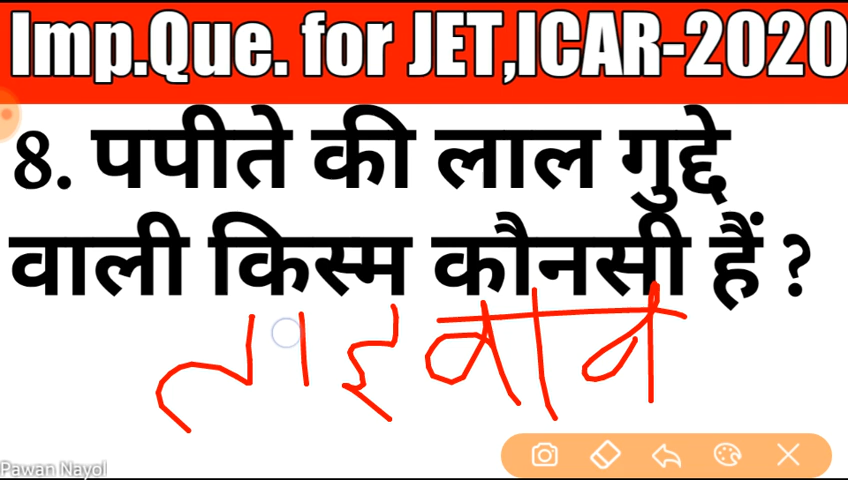 Imp.Que. for JET,ICAR-2020
8. पपीते की लाल गुद्दे
वाली किस्म कौनसी हैं ?
ताइवाव
Pawan Nayol